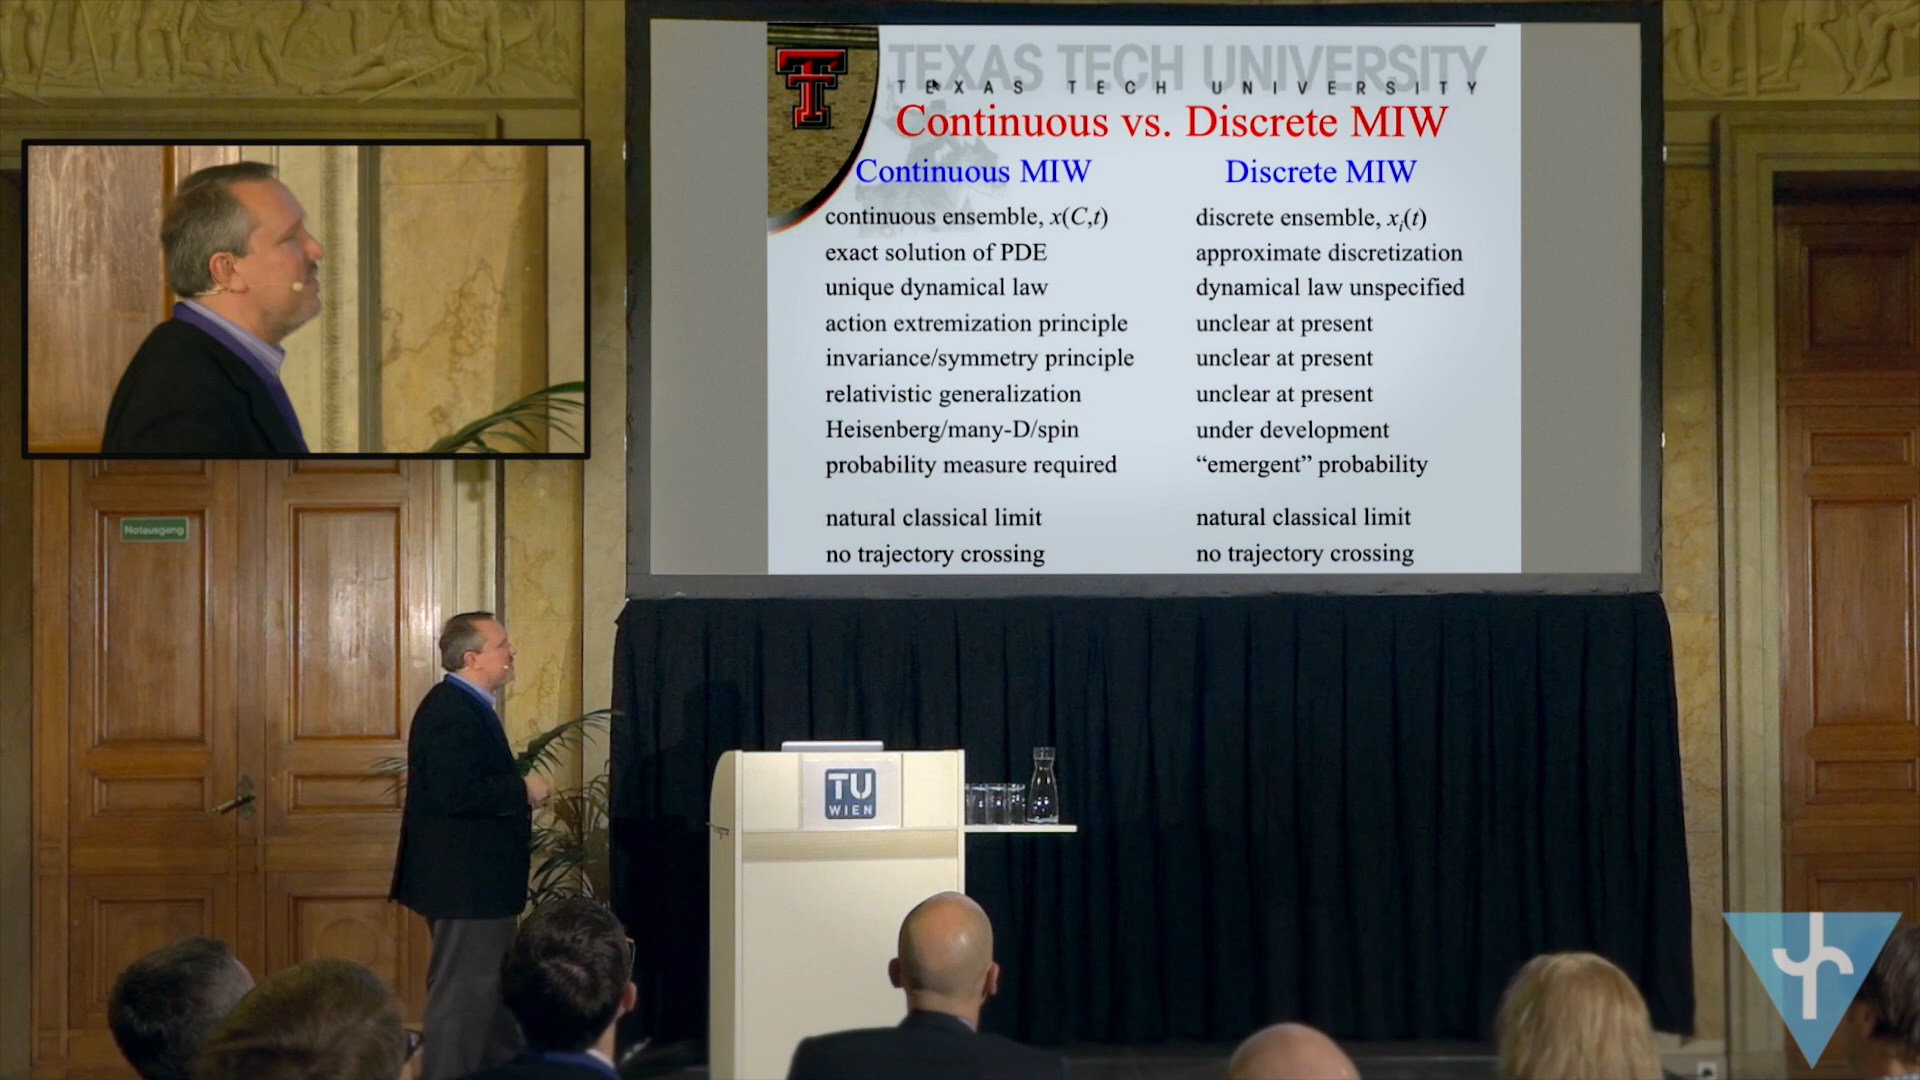 TEXAS TECH UNIVERSITY
TEXAS TECH UNIVERSITY
Continuous vs. Discrete MIW
Continuous MIW
Discrete MIW
continuous ensemble, x(C,t)
discrete ensemble, xᵢ(t)
exact solution of PDE
approximate discretization
unique dynamical law
dynamical law unspecified
action extremization principle
unclear at present
invariance/symmetry principle
unclear at present
relativistic generalization
unclear at present
Heisenberg/many-D/spin
under development
probability measure required
“emergent” probability
natural classical limit
natural classical limit
no trajectory crossing
no trajectory crossing
Notausgang
TU
WIEN